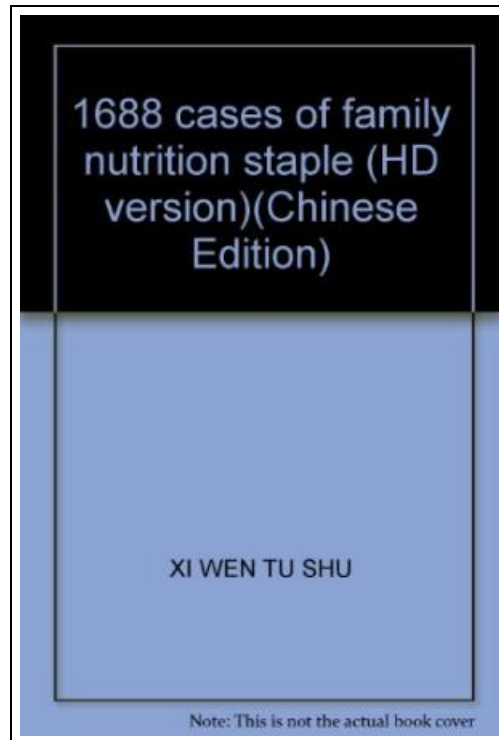 1688 cases of family
nutrition staple (HD
version)(Chinese
Edition)
XI WEN TU SHU
Note: This is not the actual book cover